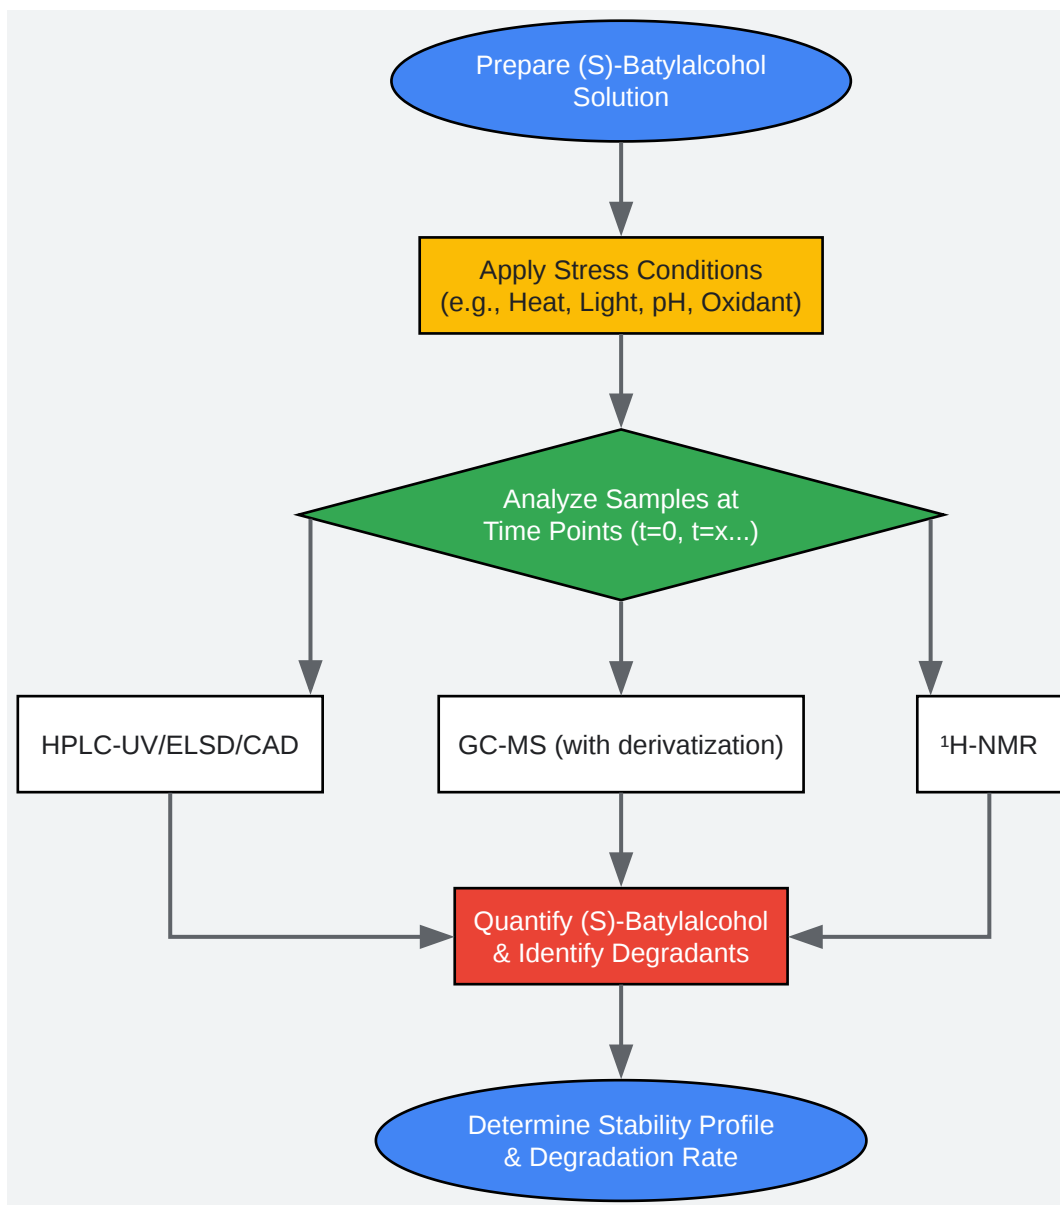 Prepare (S)-Batylalcohol
Solution
Apply Stress Conditions
(e.g., Heat, Light, pH, Oxidant)
Analyze Samples at
Time Points (t=0, t=x...)
HPLC-UV/ELSD/CAD
GC-MS (with derivatization)
¹H-NMR
Quantify (S)-Batylalcohol
& Identify Degradants
Determine Stability Profile
& Degradation Rate